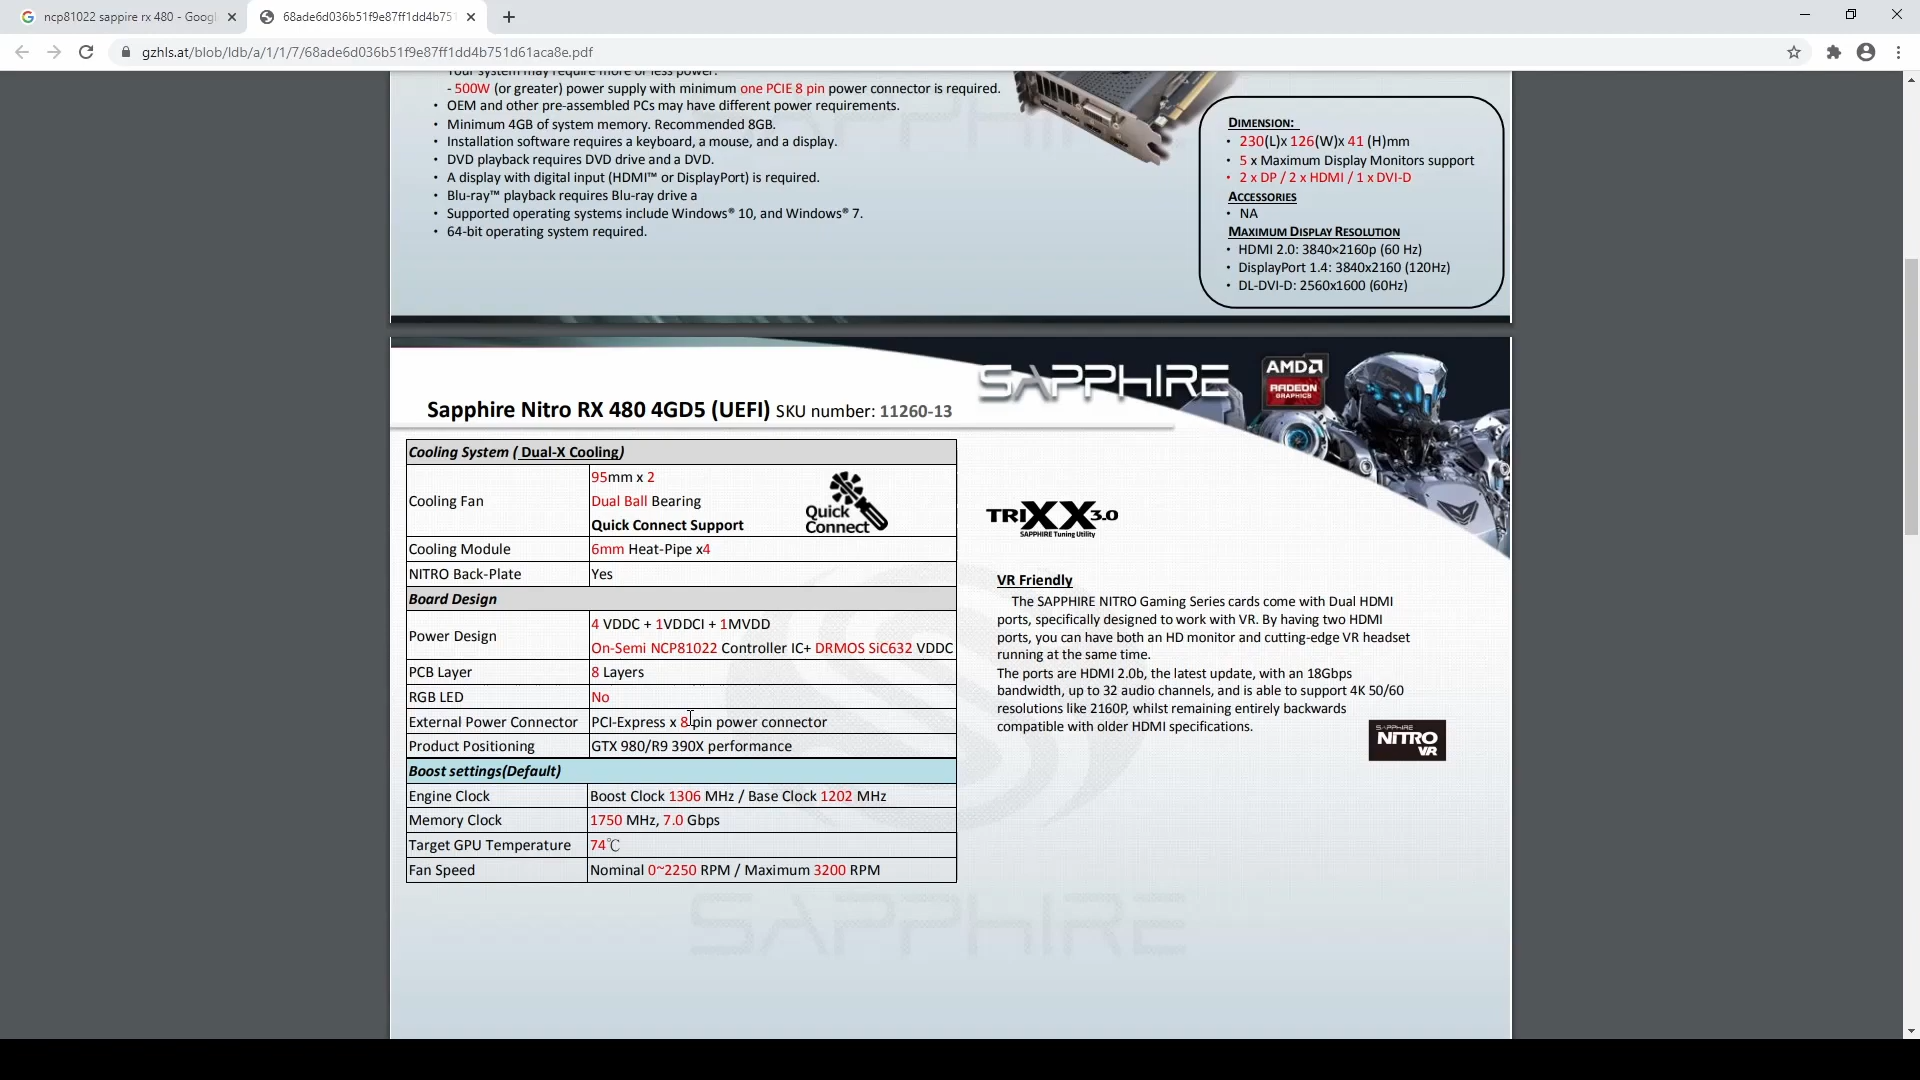 ncp81022 sappire rx 480 - Googl
68ade6d036b51f9e87ff1dd4b751
gzhls.at/blob/ldb/a/1/1/7/68ade6d036b51f9e87ff1dd4b751d61aca8e.pdf
Your system may require more or less power.
- 500W (or greater) power supply with minimum one PCIE 8 pin power connector is required.
• OEM and other pre-assembled PCs may have different power requirements.
• Minimum 4GB of system memory. Recommended 8GB.
• Installation software requires a keyboard, a mouse, and a display.
• DVD playback requires DVD drive and a DVD.
• A display with digital input (HDMI™ or DisplayPort) is required.
• Blu-ray™ playback requires Blu-ray drive a
• Supported operating systems include Windows® 10, and Windows® 7.
• 64-bit operating system required.
DIMENSION:
• 230(L)x 126(W)x 41 (H)mm
• 5 x Maximum Display Monitors support
• 2 x DP / 2 x HDMI / 1 x DVI-D
ACCESSORIES
• NA
MAXIMUM DISPLAY RESOLUTION
• HDMI 2.0: 3840×2160p (60 Hz)
• DisplayPort 1.4: 3840x2160 (120Hz)
• DL-DVI-D: 2560x1600 (60Hz)
SAPPHIRE
AMD
RADEON
GRAPHICS
Sapphire Nitro RX 480 4GD5 (UEFI) SKU number: 11260-13
Cooling System ( Dual-X Cooling)
Cooling Fan
95mm x 2
Dual Ball Bearing
Quick Connect Support
Quick
Connect
Cooling Module 6mm Heat-Pipe x4
NITRO Back-Plate Yes
Board Design
Power Design
4 VDDC + 1VDDCI + 1MVDD
On-Semi NCP81022 Controller IC+ DRMOS SiC632 VDDC
PCB Layer 8 Layers
RGB LED No
External Power Connector PCI-Express x 8 pin power connector
Product Positioning GTX 980/R9 390X performance
Boost settings(Default)
Engine Clock Boost Clock 1306 MHz / Base Clock 1202 MHz
Memory Clock 1750 MHz, 7.0 Gbps
Target GPU Temperature 74℃
Fan Speed Nominal 0~2250 RPM / Maximum 3200 RPM
TRIXX 3.0
SAPPHIRE Tuning Utility
VR Friendly
The SAPPHIRE NITRO Gaming Series cards come with Dual HDMI
ports, specifically designed to work with VR. By having two HDMI
ports, you can have both an HD monitor and cutting-edge VR headset
running at the same time.
The ports are HDMI 2.0b, the latest update, with an 18Gbps
bandwidth, up to 32 audio channels, and is able to support 4K 50/60
resolutions like 2160P, whilst remaining entirely backwards
compatible with older HDMI specifications.
SAPPHIRE
NITRO
VR
SAPPHIRE